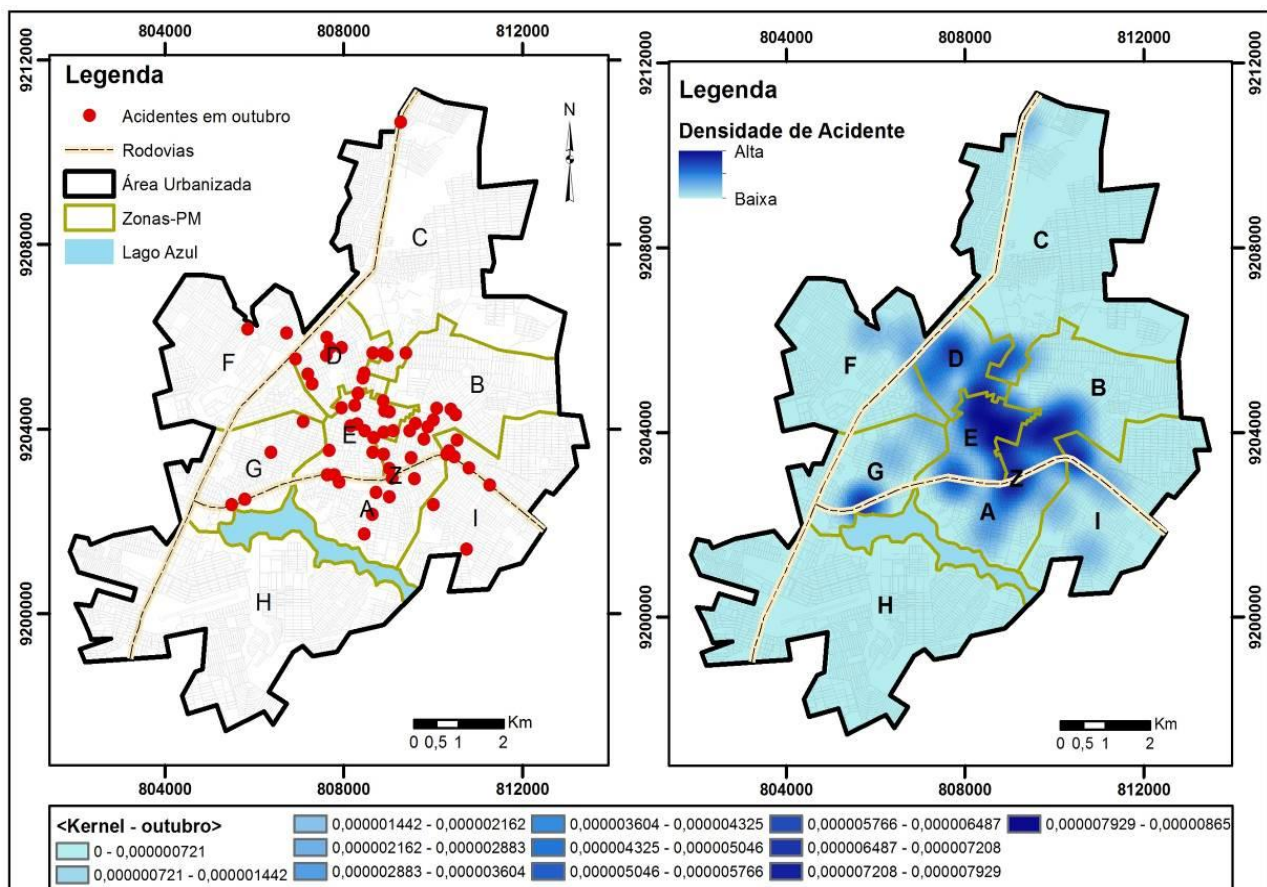 804000 808000 812000
9212000
9208000
9204000
9200000
Legenda
Acidentes em outubro
Rodovias
Área Urbanizada
Zonas-PM
Lago Azul
N
C
F
D
B
E
G
Z
A
I
H
Km
0 0,5 1 2
804000 808000 812000
804000 808000 812000
9212000
9208000
9204000
9200000
Legenda
Densidade de Acidente
Alta
Baixa
C
D
F
B
E
G
Z
A
I
H
Km
0 0,5 1 2
804000 808000 812000
<Kernel - outubro>
0 - 0,000000721
0,000000721 - 0,000001442
0,000001442 - 0,000002162
0,000002162 - 0,000002883
0,000002883 - 0,000003604
0,000003604 - 0,000004325
0,000004325 - 0,000005046
0,000005046 - 0,000005766
0,000005766 - 0,000006487
0,000006487 - 0,000007208
0,000007208 - 0,000007929
0,000007929 - 0,00000865